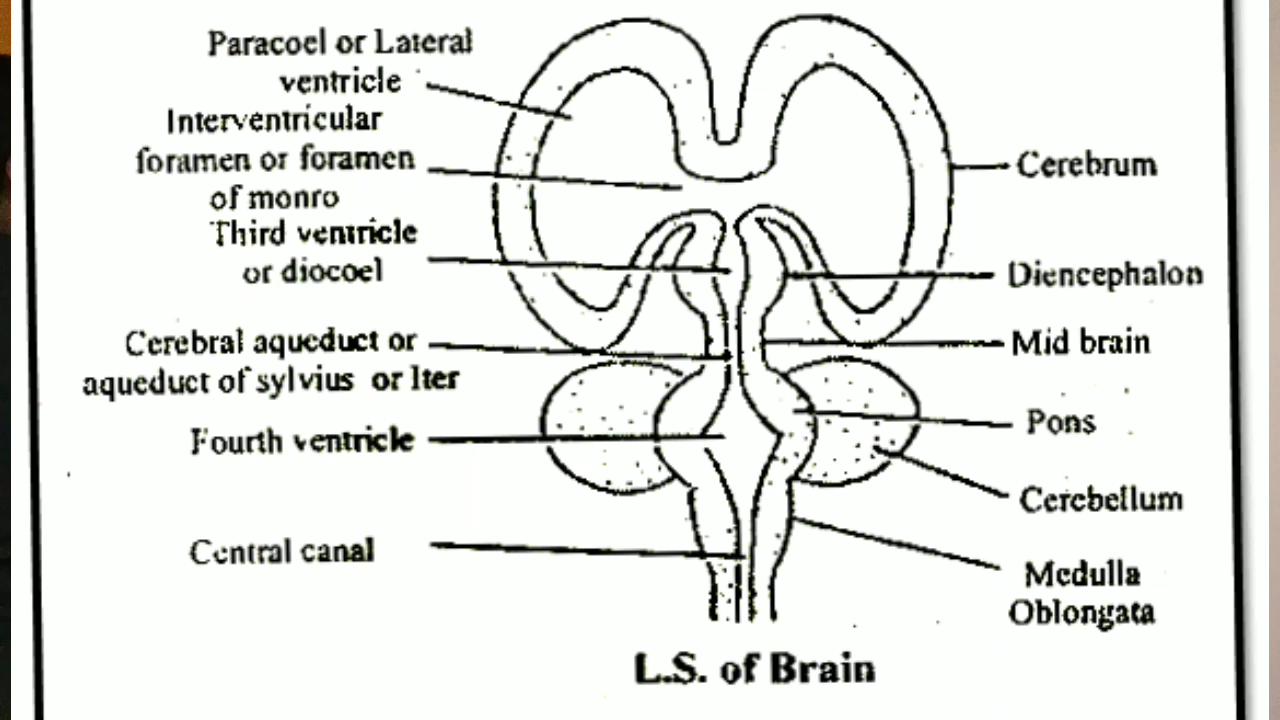 Paracoel or Lateral
ventricle
Interventricular
foramen or foramen
of monro
Third ventricle
or diocoel
Cerebral aqueduct or
aqueduct of sylvius or Iter
Fourth ventricle
Central canal
Cerebrum
Diencephalon
Mid brain
Pons
Cerebellum
Medulla
Oblongata
L.S. of Brain